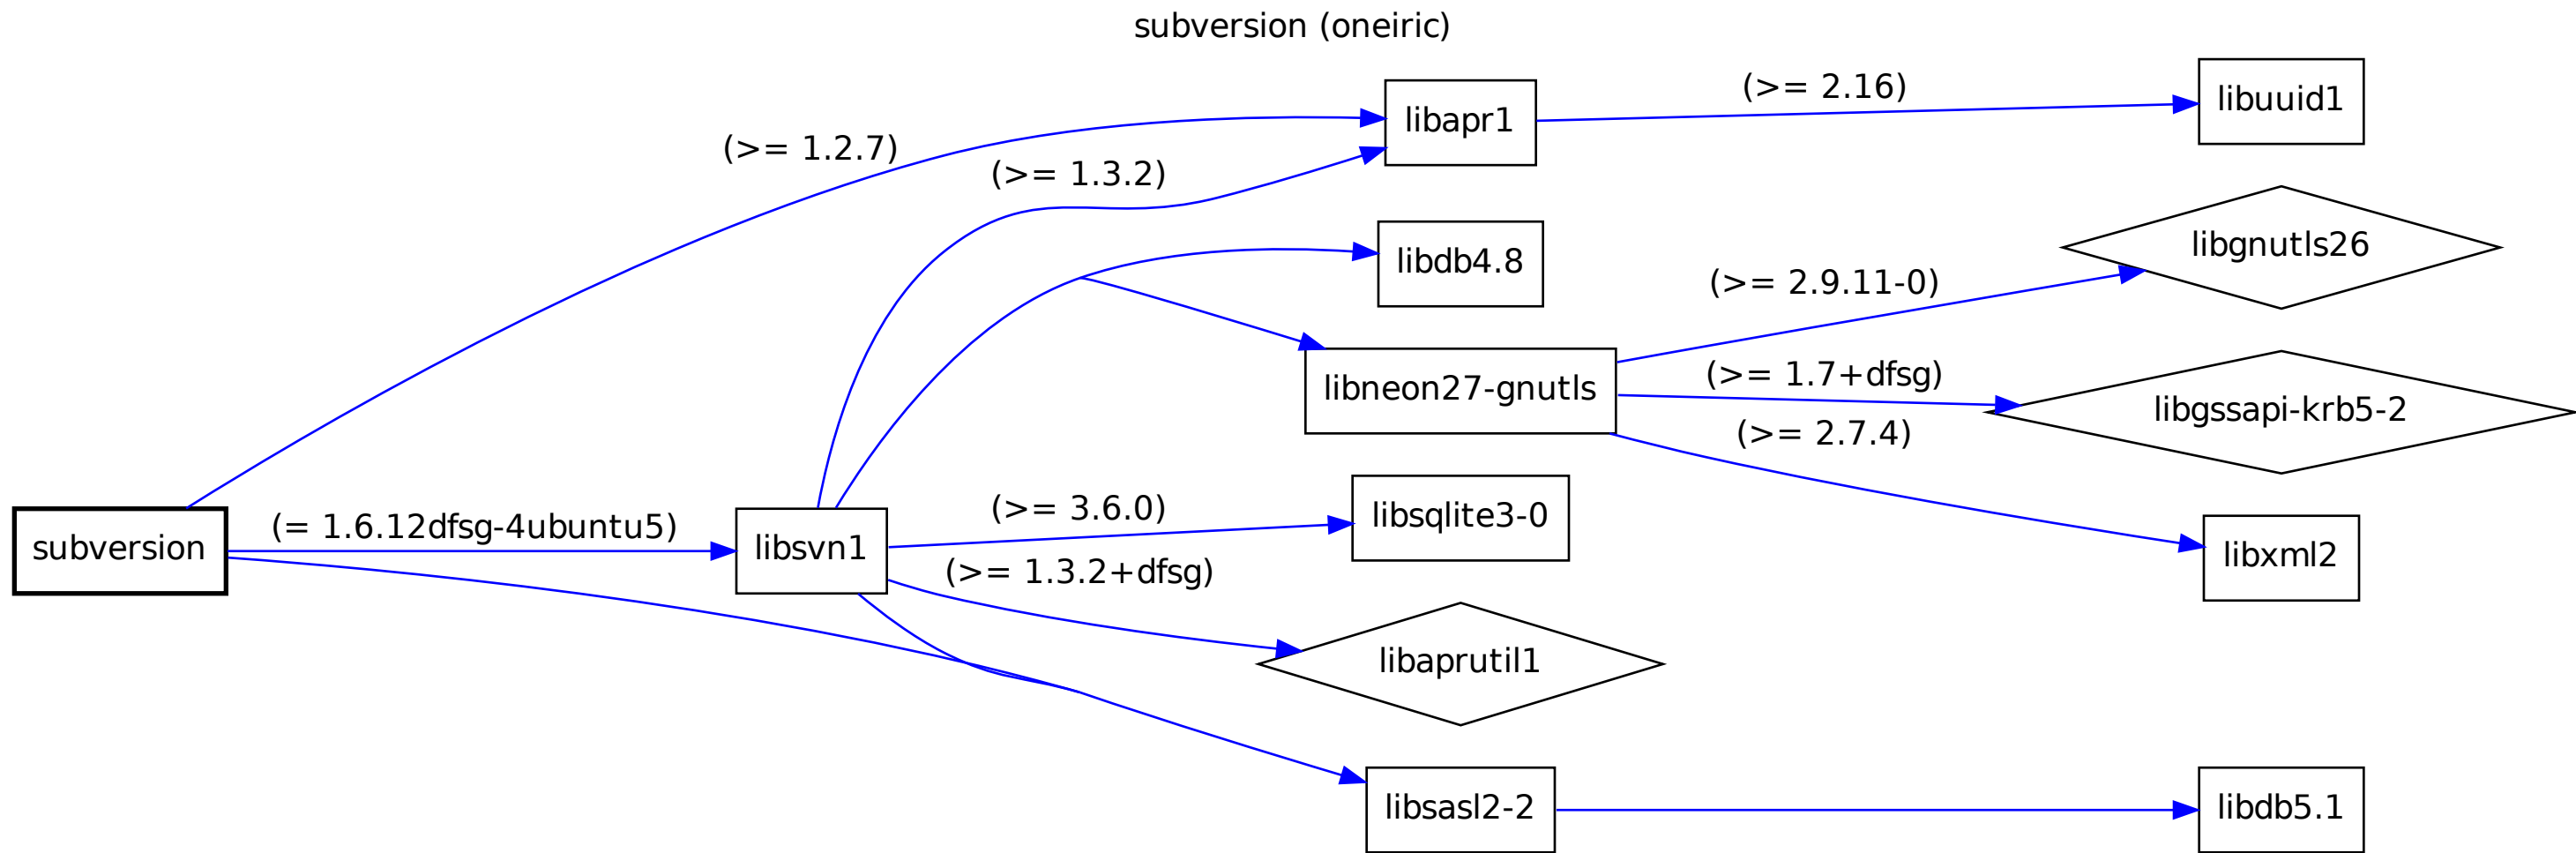 subversion (oneiric)
(>= 1.2.7)
(>= 1.3.2)
libapr1
(>= 2.16)
libuuid1
libdb4.8
(>= 2.9.11-0)
libgnutls26
libneon27-gnutls
(>= 1.7+dfsg)
libgssapi-krb5-2
(>= 2.7.4)
libxml2
subversion
(= 1.6.12dfsg-4ubuntu5)
libsvn1
(>= 3.6.0)
libsqlite3-0
(>= 1.3.2+dfsg)
libaprutil1
libsasl2-2
libdb5.1